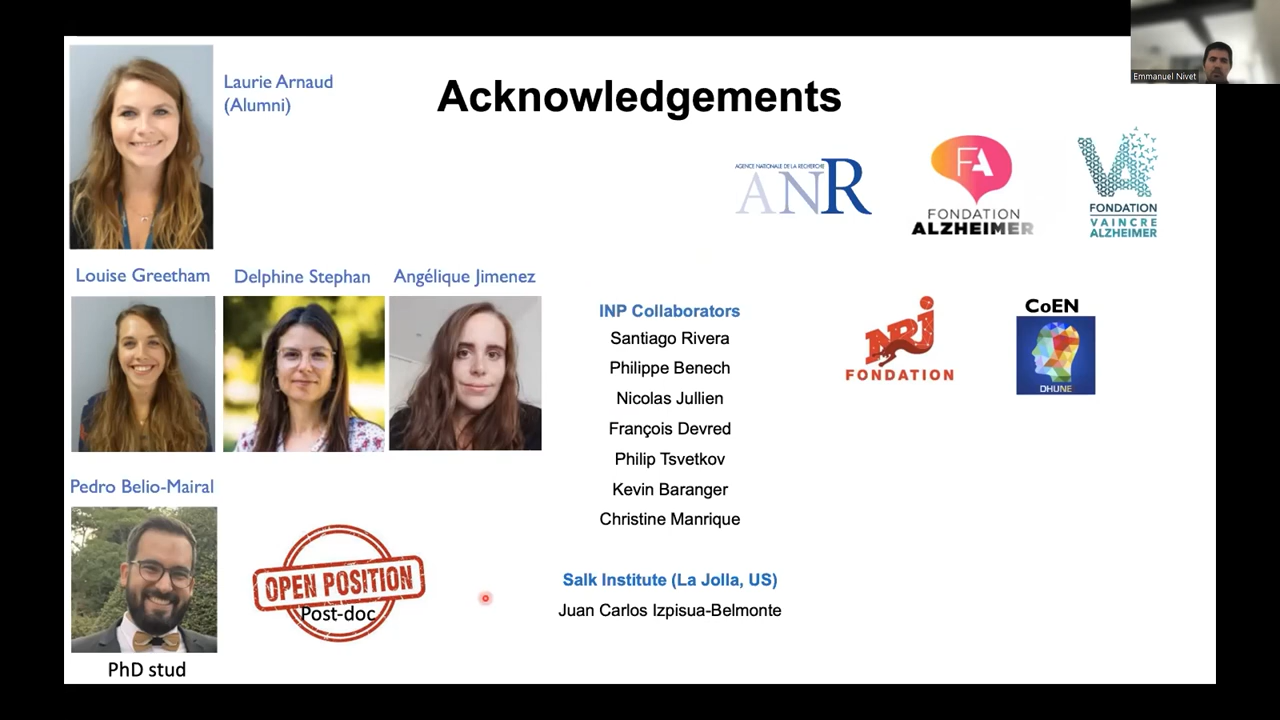 Emmanuel Nivet
Acknowledgements
Laurie Arnaud
(Alumni)
AGENCE NATIONALE DE LA RECHERCHE
ANR
FA
FONDATION
ALZHEIMER
VA
FONDATION
VAINCRE
ALZHEIMER
Louise Greetham
Delphine Stephan
Angélique Jimenez
INP Collaborators
Santiago Rivera
Philippe Benech
Nicolas Jullien
François Devred
Philip Tsvetkov
Kevin Baranger
Christine Manrique
NRJ
FONDATION
CoEN
DHUNE
Pedro Belio-Mairal
PhD stud
OPEN POSITION
Post-doc
Salk Institute (La Jolla, US)
Juan Carlos Izpisua-Belmonte